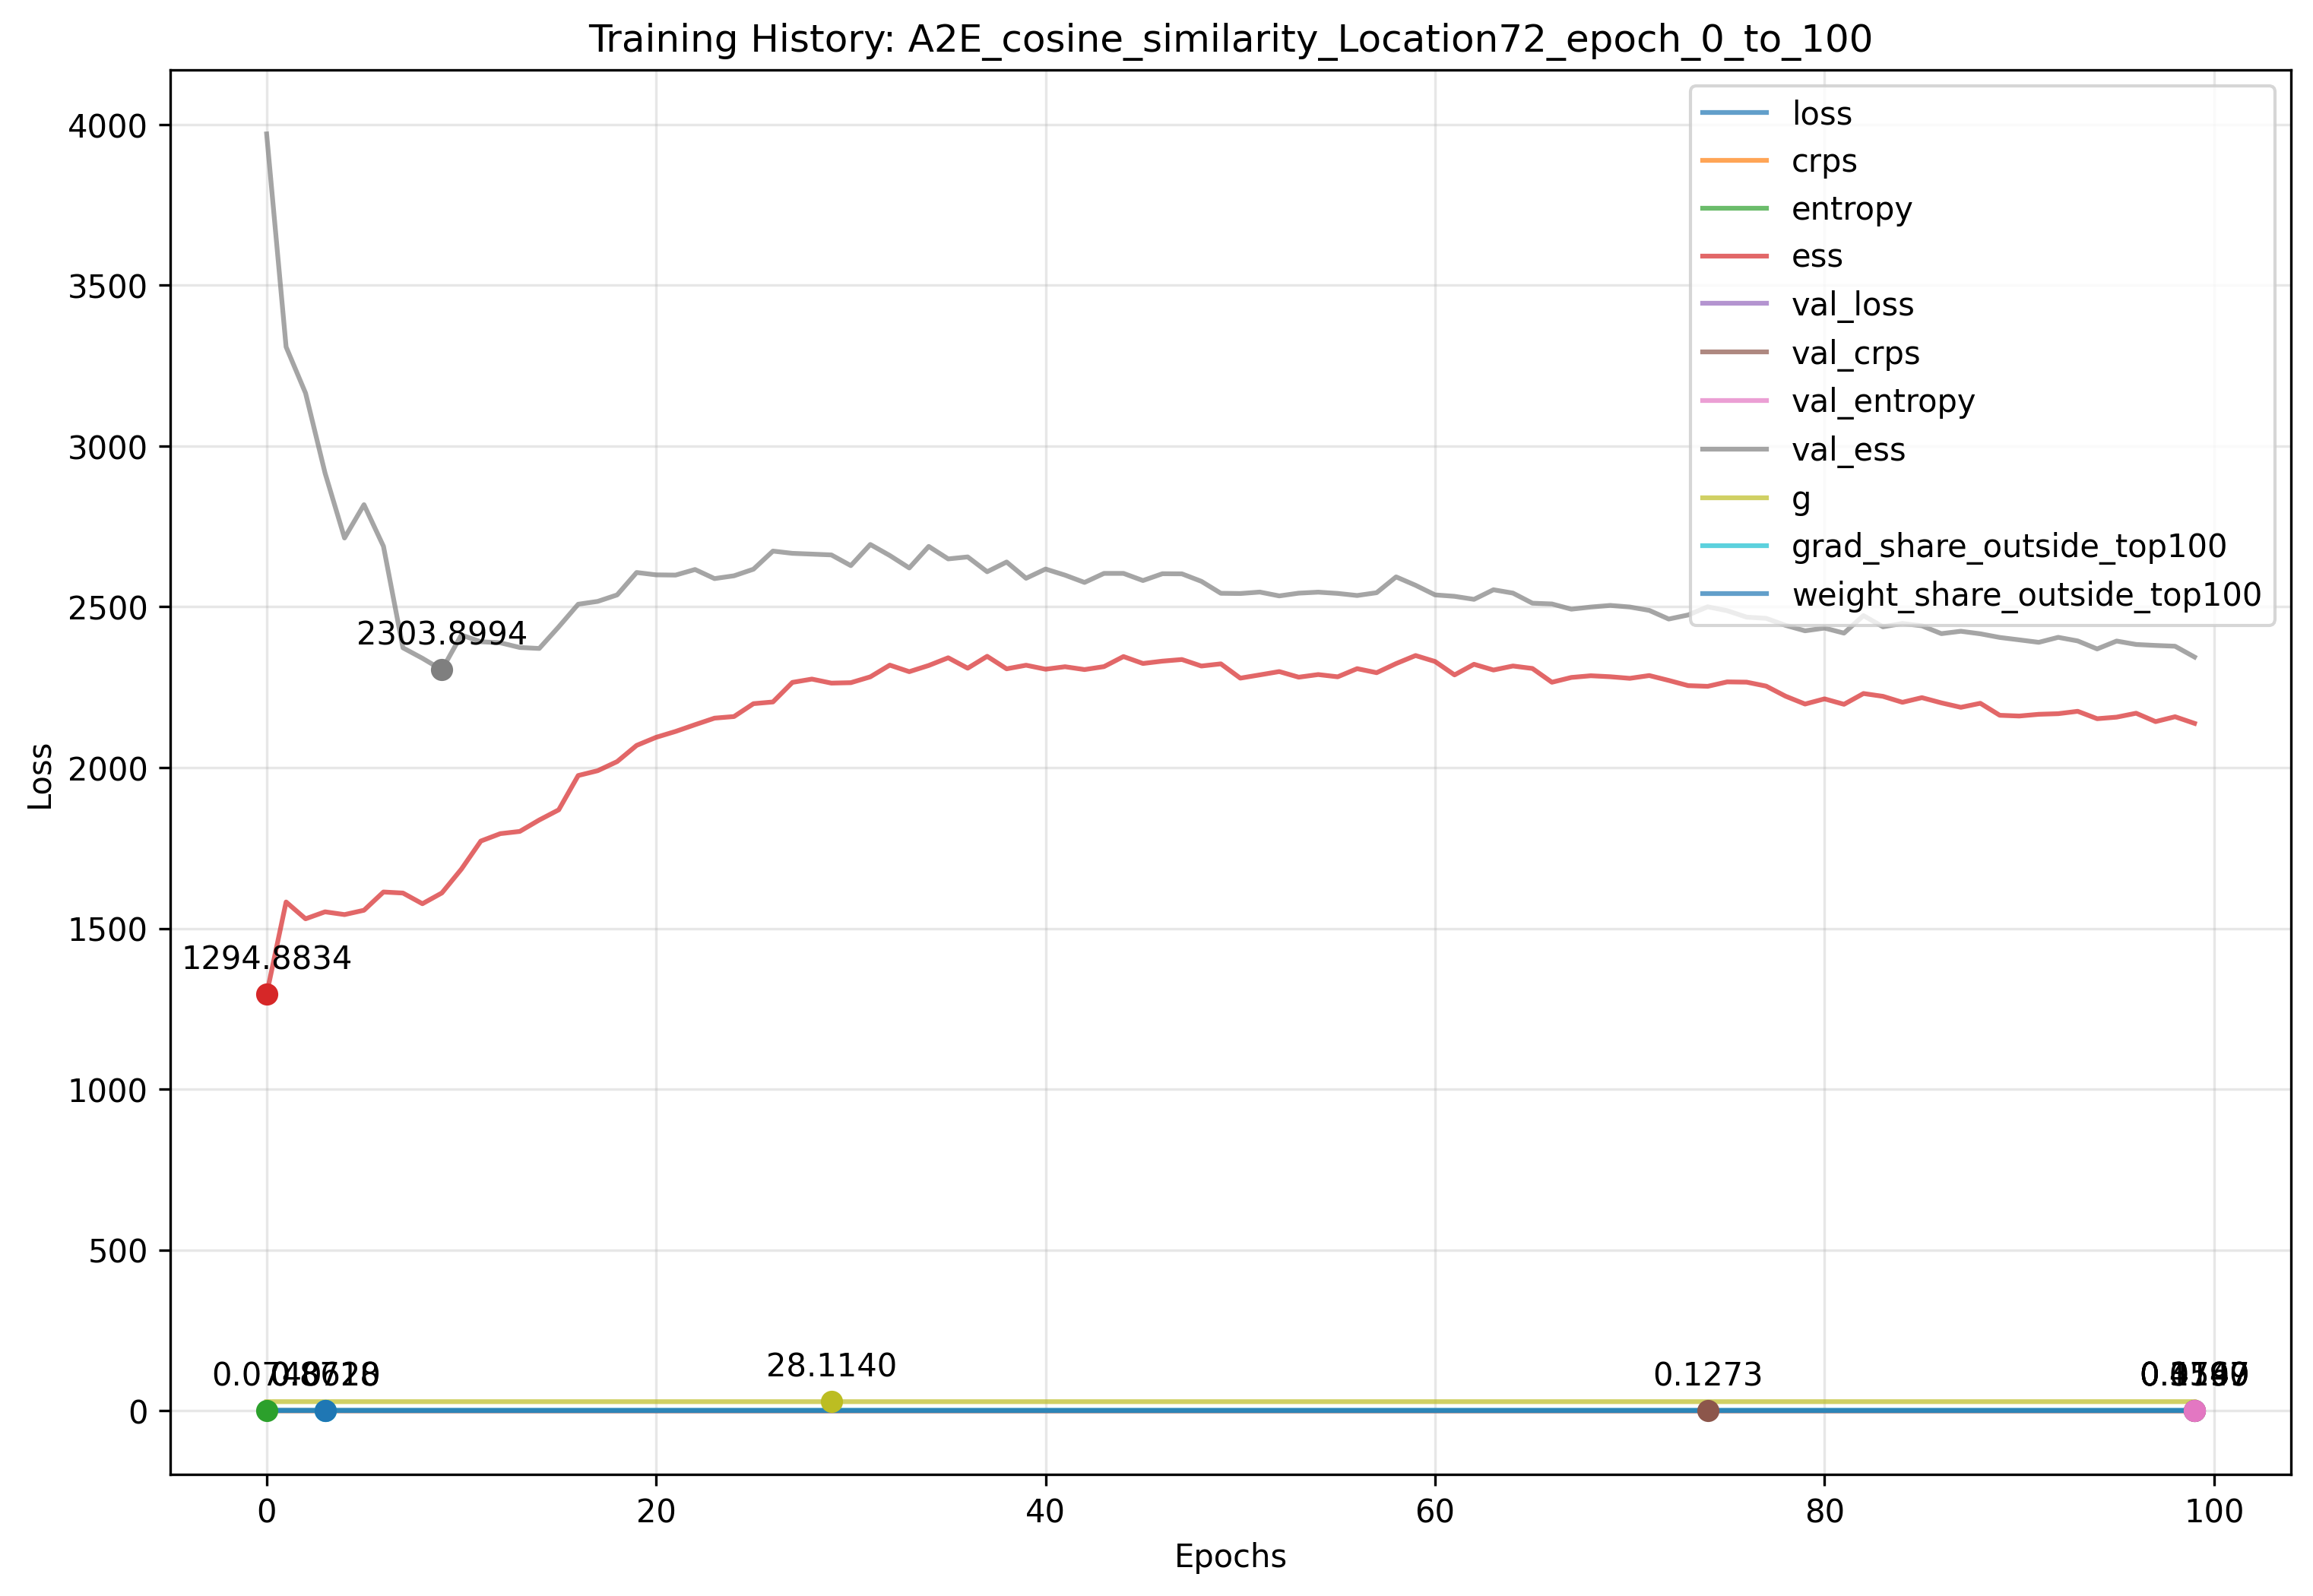 Training History: A2E_cosine_similarity_Location72_epoch_0_to_100
4000
3500
3000
2500
2000
1500
1000
500
0
Loss
loss
crps
entropy
ess
val_loss
val_crps
val_entropy
val_ess
g
grad_share_outside_top100
weight_share_outside_top100
2303.8994
1294.8834
28.1140
0.1273
0
20
40
60
80
100
Epochs